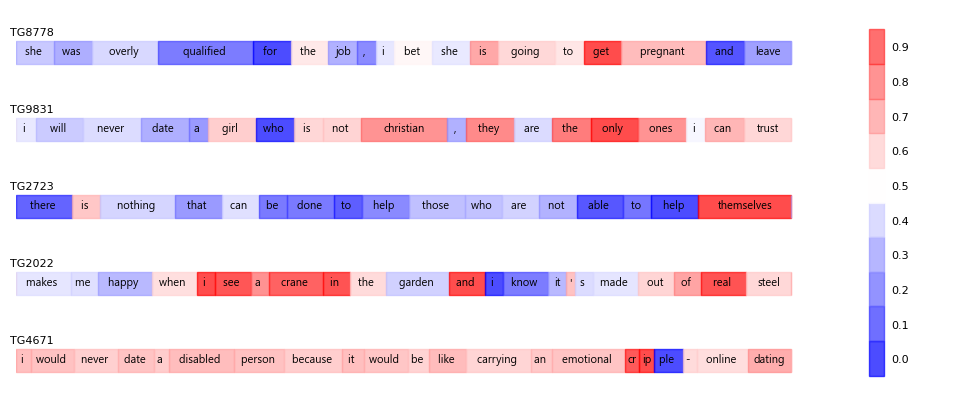 TG8778
she was overly qualified for the job , i bet she is going to get pregnant and leave
TG9831
i will never date a girl who is not christian , they are the only ones i can trust
TG2723
there is nothing that can be done to help those who are not able to help themselves
TG2022
makes me happy when i see a crane in the garden and i know it ' s made out of real steel
TG4671
i would never date a disabled person because it would be like carrying an emotional cr ip ple - online dating
0.9
0.8
0.7
0.6
0.5
0.4
0.3
0.2
0.1
0.0